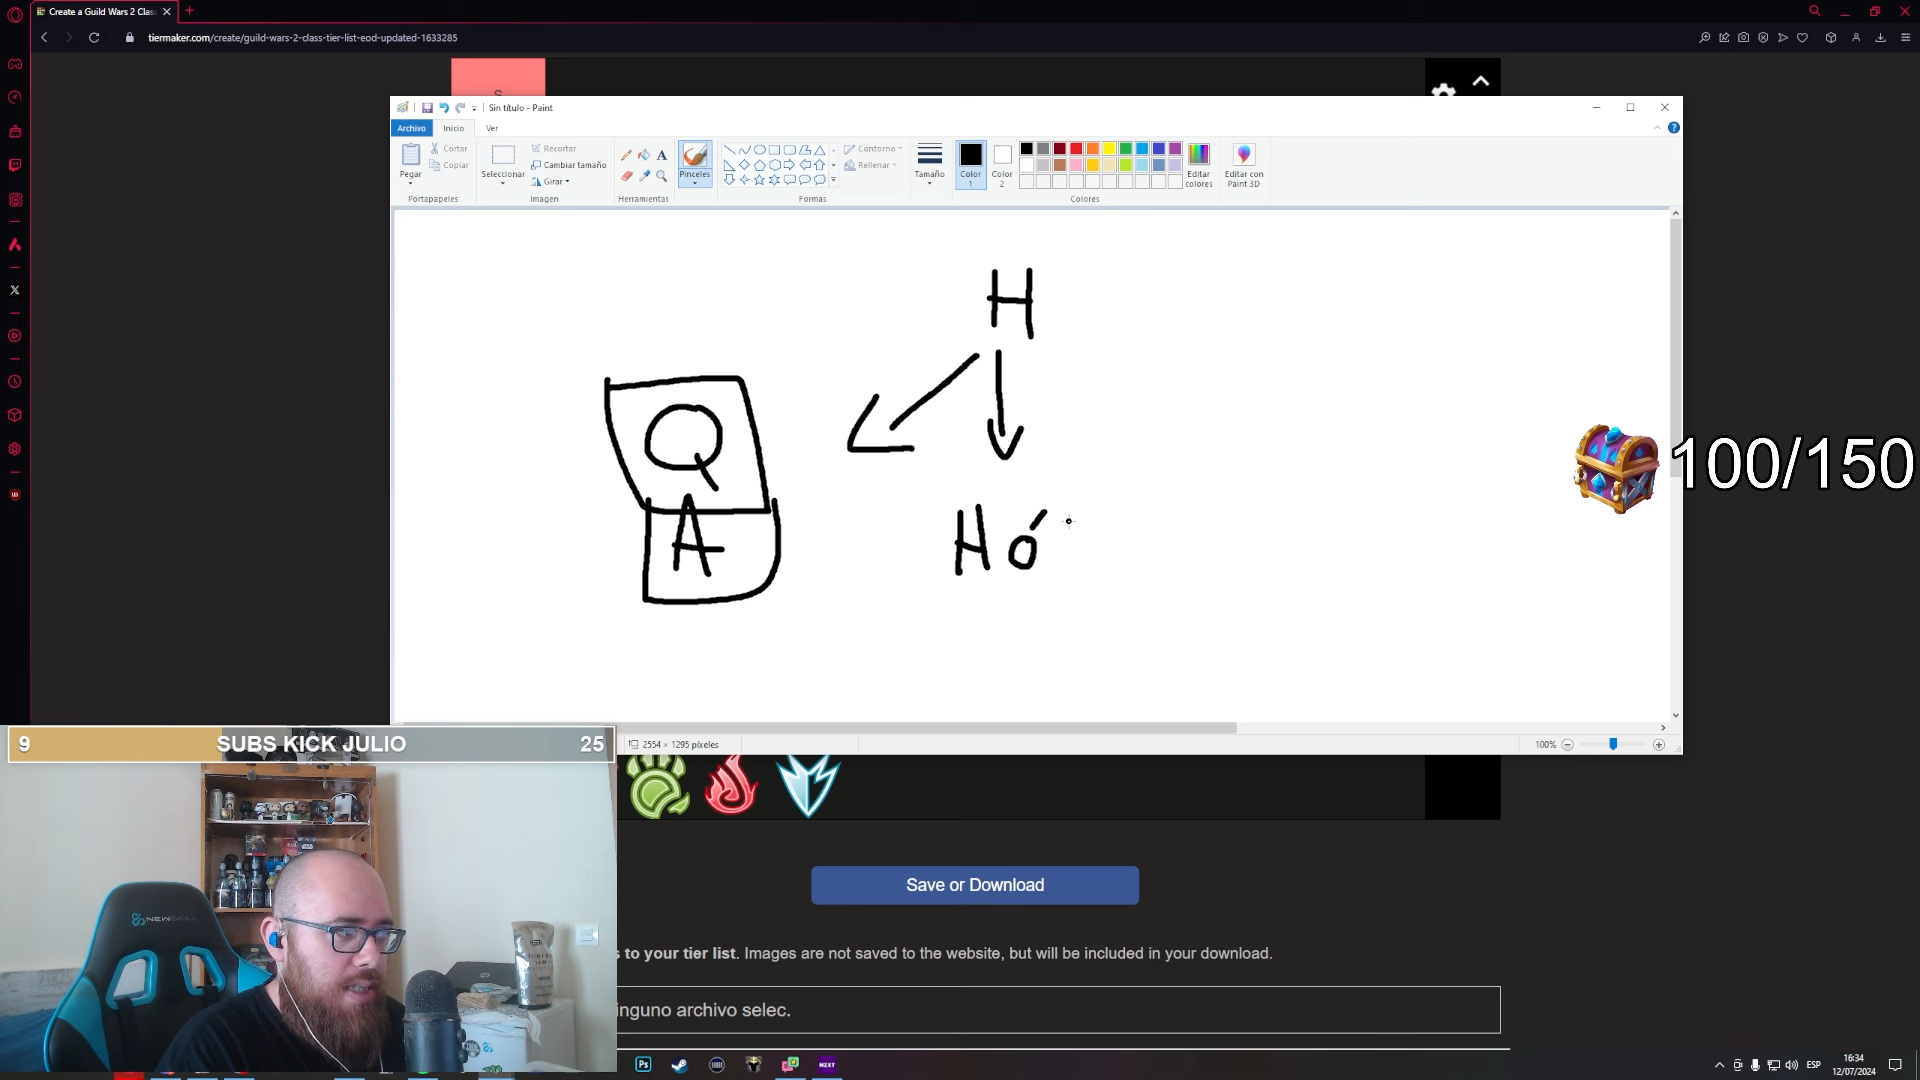 Create a Guild Wars 2 Clas
tiermaker.com/create/guild-wars-2-class-tier-list-eod-updated-1633285
S
Sin título - Paint
Archivo Inicio Ver
Pegar
Cortar
Copiar
Portapapeles
Seleccionar
Recortar
Cambiar tamaño
Girar
Imagen
Herramientas
Pinceles
Contorno
Rellenar
Formas
Tamaño
Color 1
Color 2
Editar colores
Editar con Paint 3D
Colores
H
Q
A
Hó
100/150
2554 × 1295 píxeles
100%
9 SUBS KICK JULIO 25
NEWSKILL
Save or Download
s to your tier list. Images are not saved to the website, but will be included in your download.
inguno archivo selec.
Ps
NZXT
ESP
16:34
12/07/2024